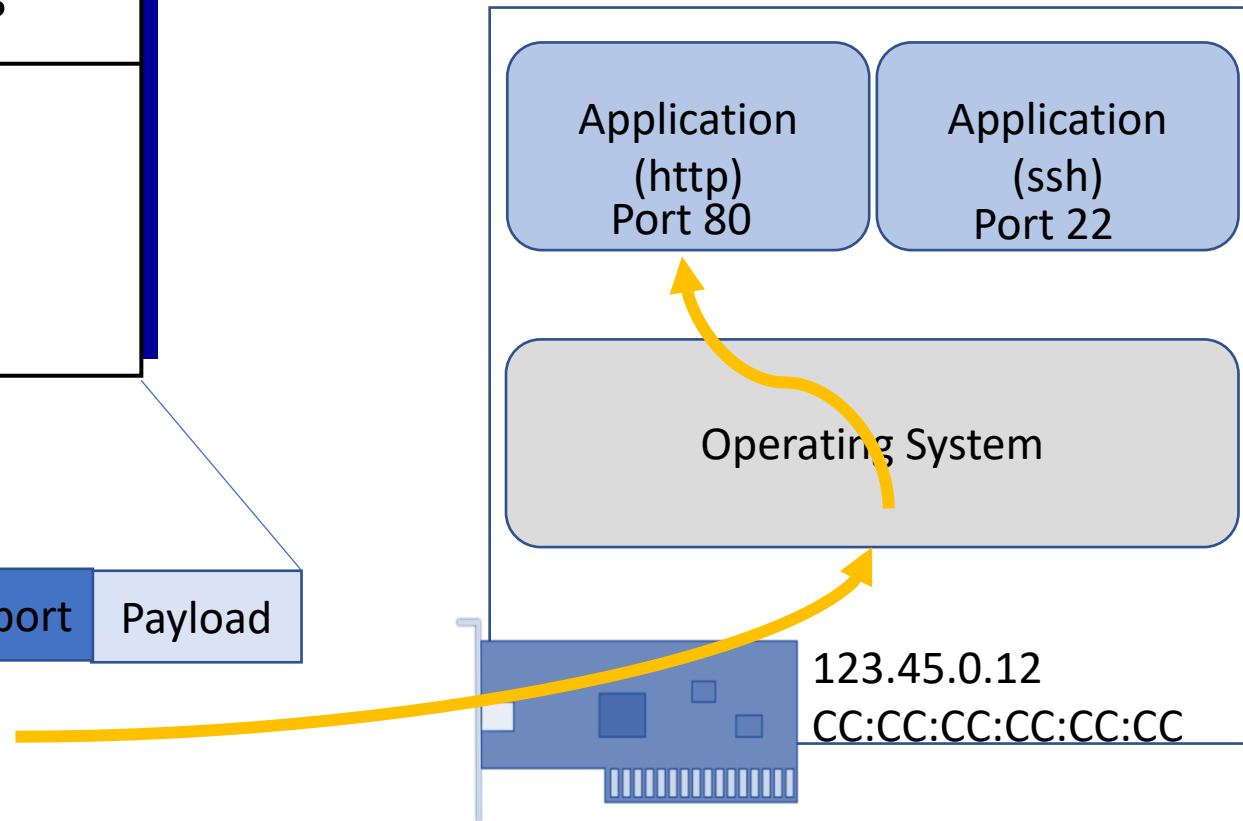 Application
(http)
Port 80
Application
(ssh)
Port 22
Operating System
port
Payload
123.45.0.12
CC:CC:CC:CC:CC:CC